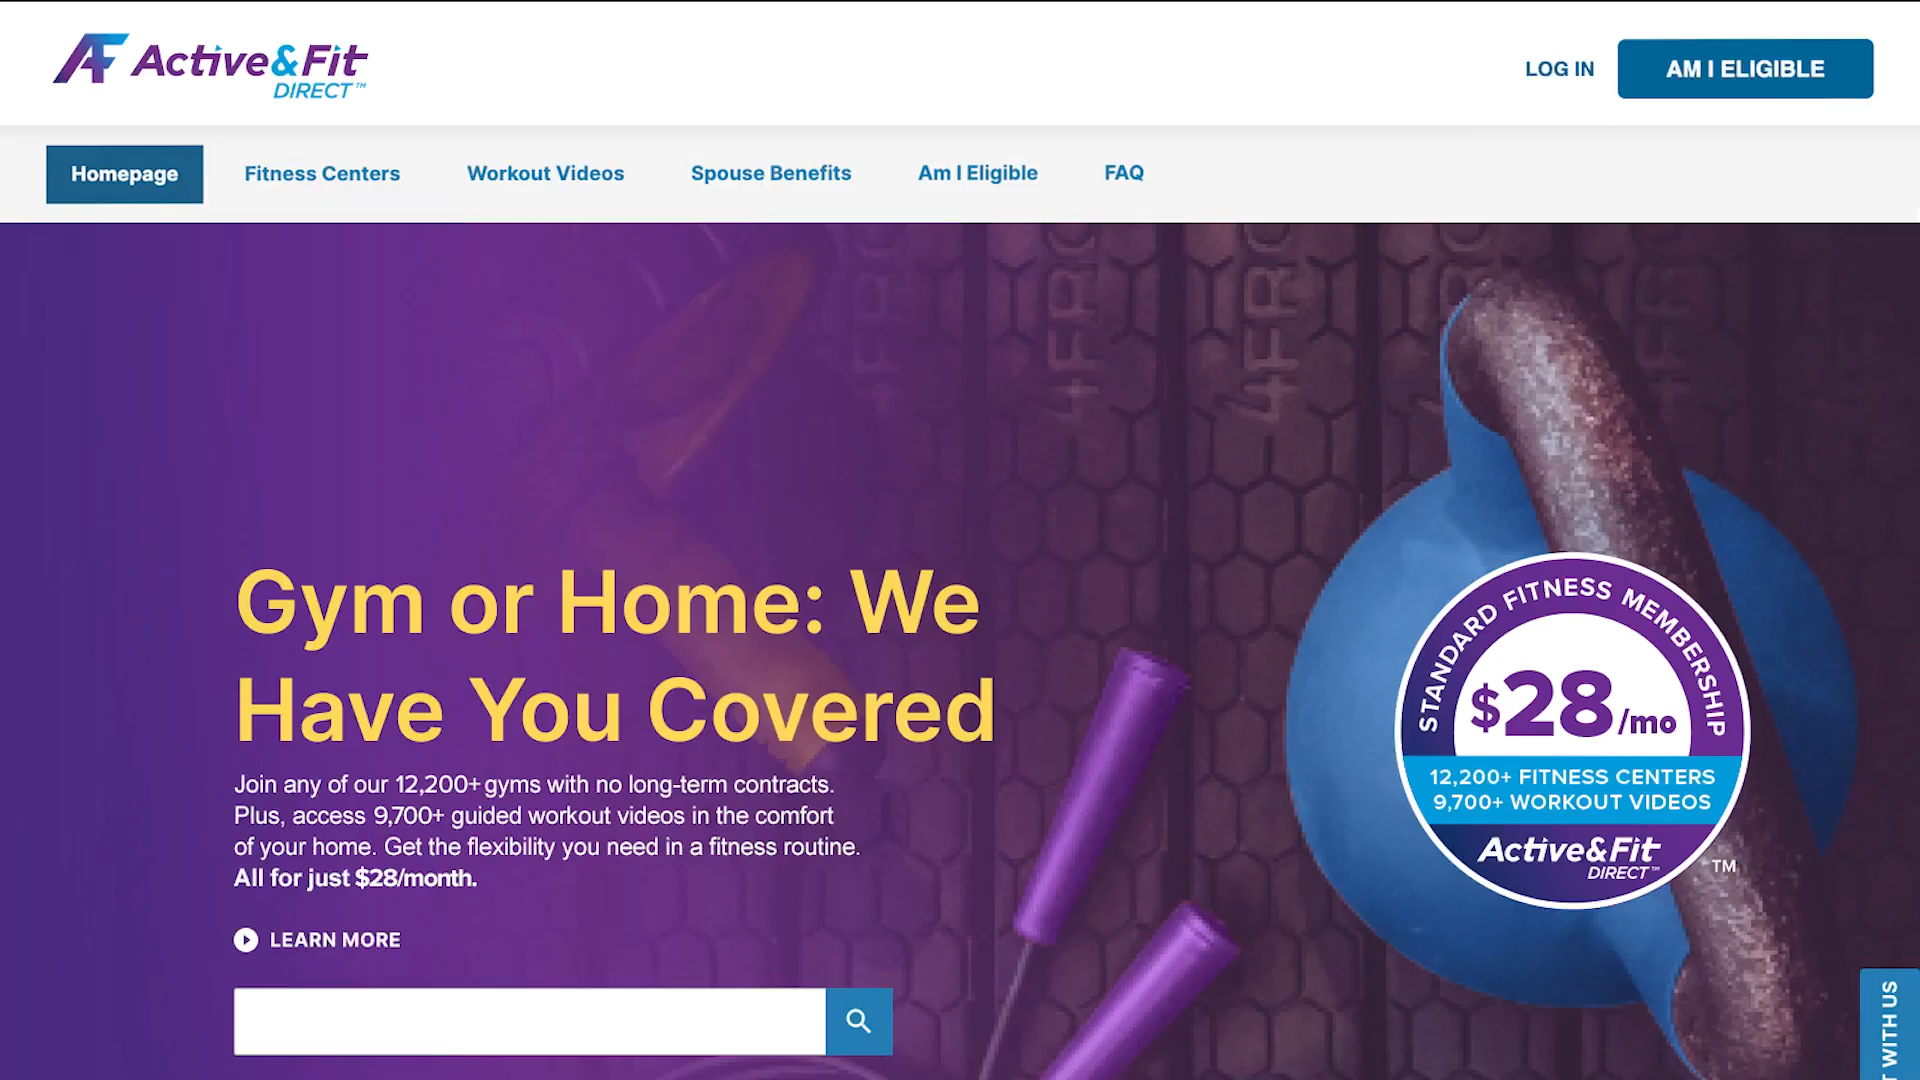 AF Active&Fit
DIRECT™
LOG IN
AM I ELIGIBLE
Homepage
Fitness Centers
Workout Videos
Spouse Benefits
Am I Eligible
FAQ
4FRC
4FRC
4FRC
Gym or Home: We
Have You Covered
Join any of our 12,200+ gyms with no long-term contracts.
Plus, access 9,700+ guided workout videos in the comfort
of your home. Get the flexibility you need in a fitness routine.
All for just $28/month.
LEARN MORE
STANDARD FITNESS MEMBERSHIP
$28/mo
12,200+ FITNESS CENTERS
9,700+ WORKOUT VIDEOS
Active&Fit
DIRECT™
TM
WITH US